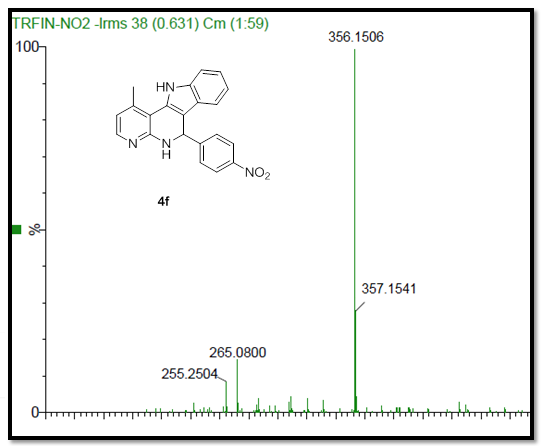 TRFIN-NO2 -lrms 38 (0.631) Cm (1:59)
356.1506
100
HN
N
N
H
NO2
4f
%
357.1541
265.0800
255.2504
0